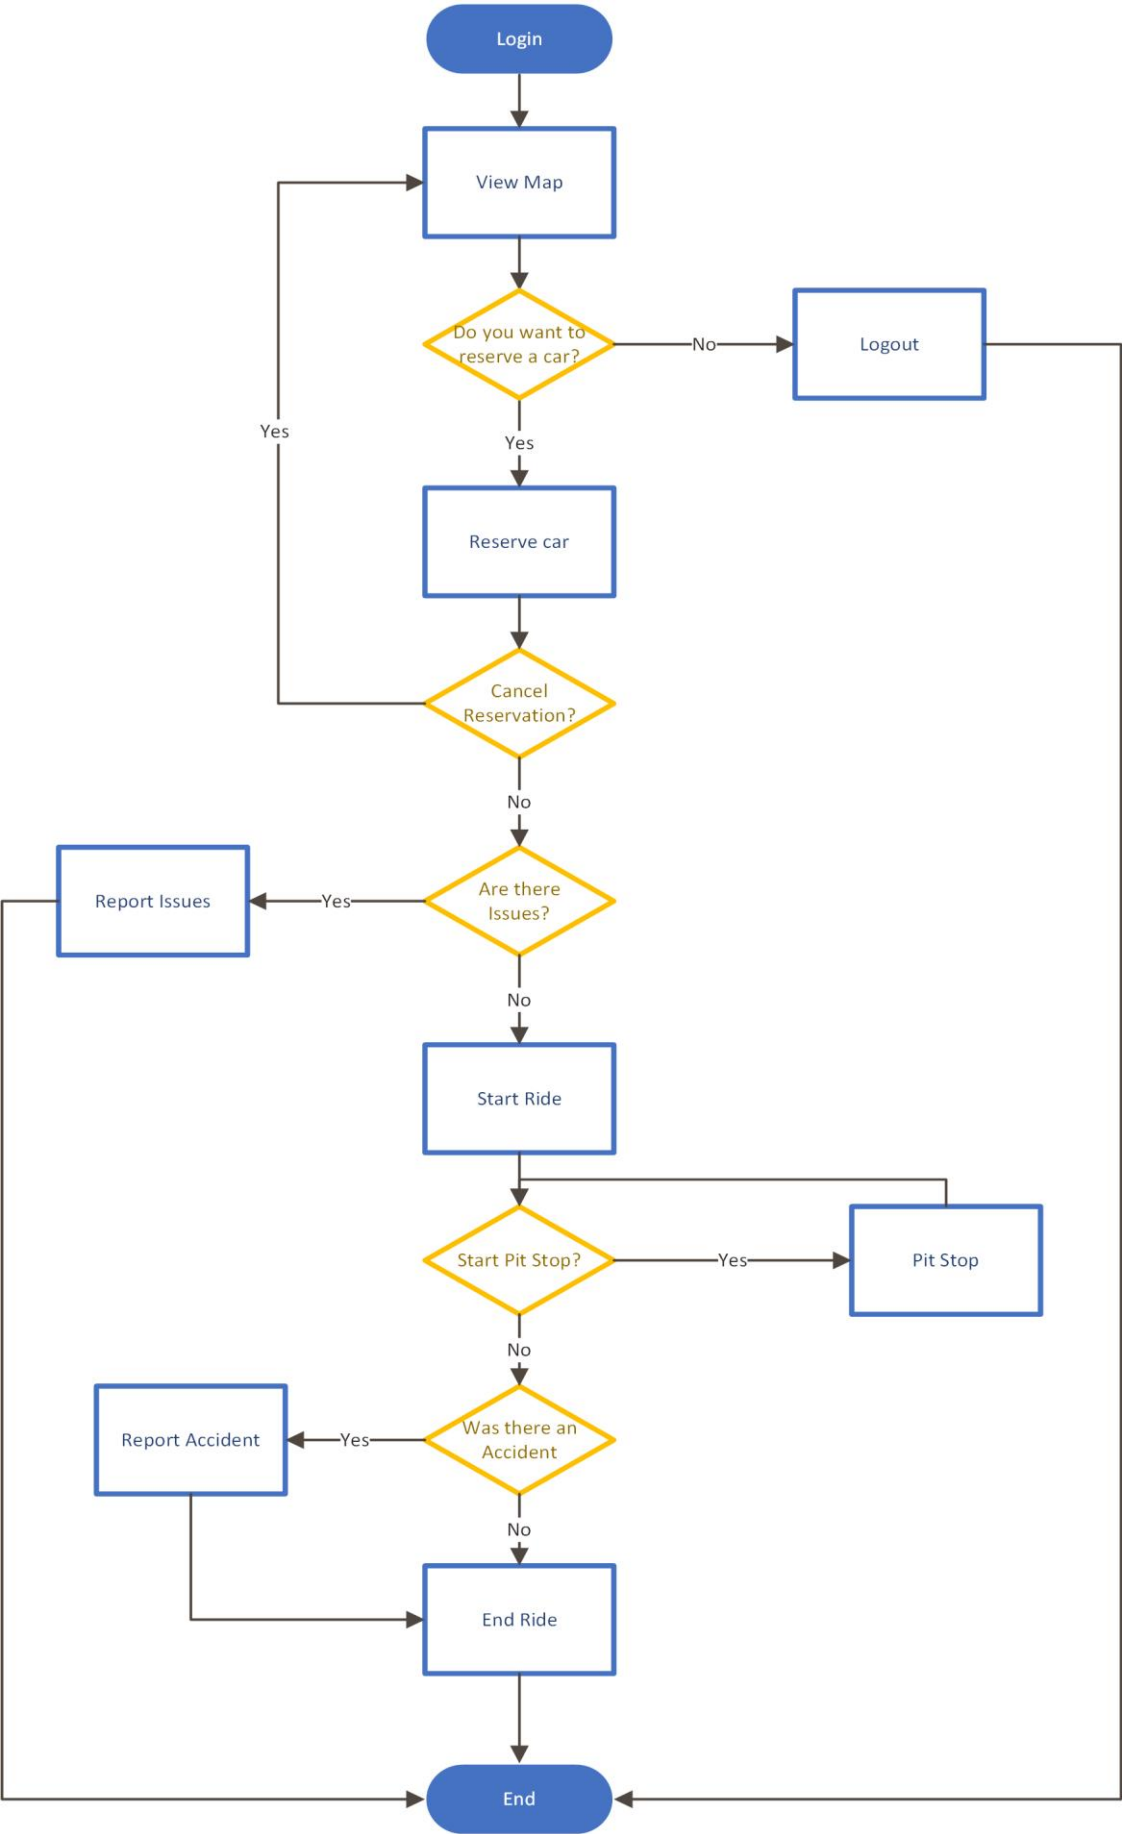 Login
View Map
Do you want to
reserve a car?
No
Logout
Yes
Yes
Reserve car
Cancel
Reservation?
No
Report Issues
Yes
Are there
Issues?
No
Start Ride
Start Pit Stop?
Yes
Pit Stop
No
Report Accident
Yes
Was there an
Accident
No
End Ride
End